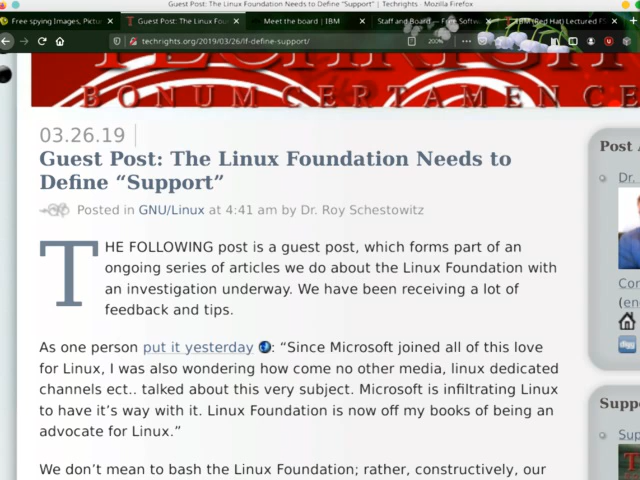 Guest Post: The Linux Foundation Needs to Define "Support" | Techrights - Mozilla Firefox
Free spying Images, Pictu
Guest Post: The Linux Fou
Meet the board | IBM
Staff and Board — Free Softw
IBM (Red Hat) Lectured FS
techrights.org/2019/03/26/lf-define-support/
200%
BONUM CERTAMEN CE
03.26.19
Guest Post: The Linux Foundation Needs to
Define “Support”
Posted in GNU/Linux at 4:41 am by Dr. Roy Schestowitz
THE FOLLOWING post is a guest post, which forms part of an
ongoing series of articles we do about the Linux Foundation with
an investigation underway. We have been receiving a lot of
feedback and tips.
As one person put it yesterday : “Since Microsoft joined all of this love
for Linux, I was also wondering how come no other media, linux dedicated
channels ect.. talked about this very subject. Microsoft is infiltrating Linux
to have it’s way with it. Linux Foundation is now off my books of being an
advocate for Linux.”
We don’t mean to bash the Linux Foundation; rather, constructively, our
Post A
Dr.
Con
(en
digg
Suppo
Sup